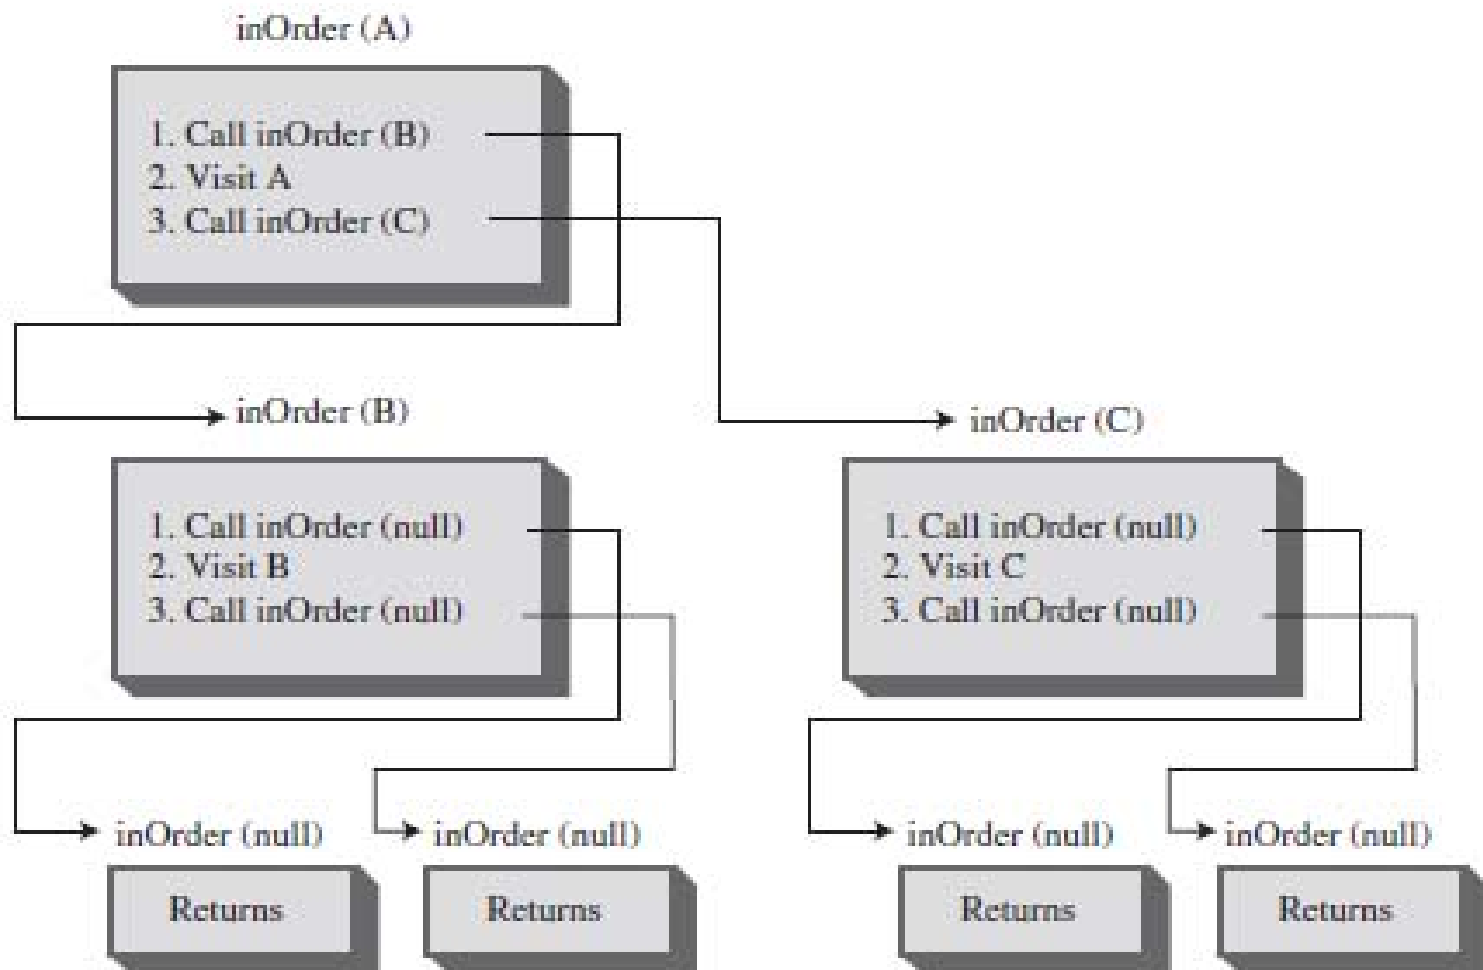 inOrder (A)
1. Call inOrder (B)
2. Visit A
3. Call inOrder (C)
inOrder (B)
inOrder (C)
1. Call inOrder (null)
2. Visit B
3. Call inOrder (null)
1. Call inOrder (null)
2. Visit C
3. Call inOrder (null)
inOrder (null)
inOrder (null)
inOrder (null)
inOrder (null)
Returns
Returns
Returns
Returns